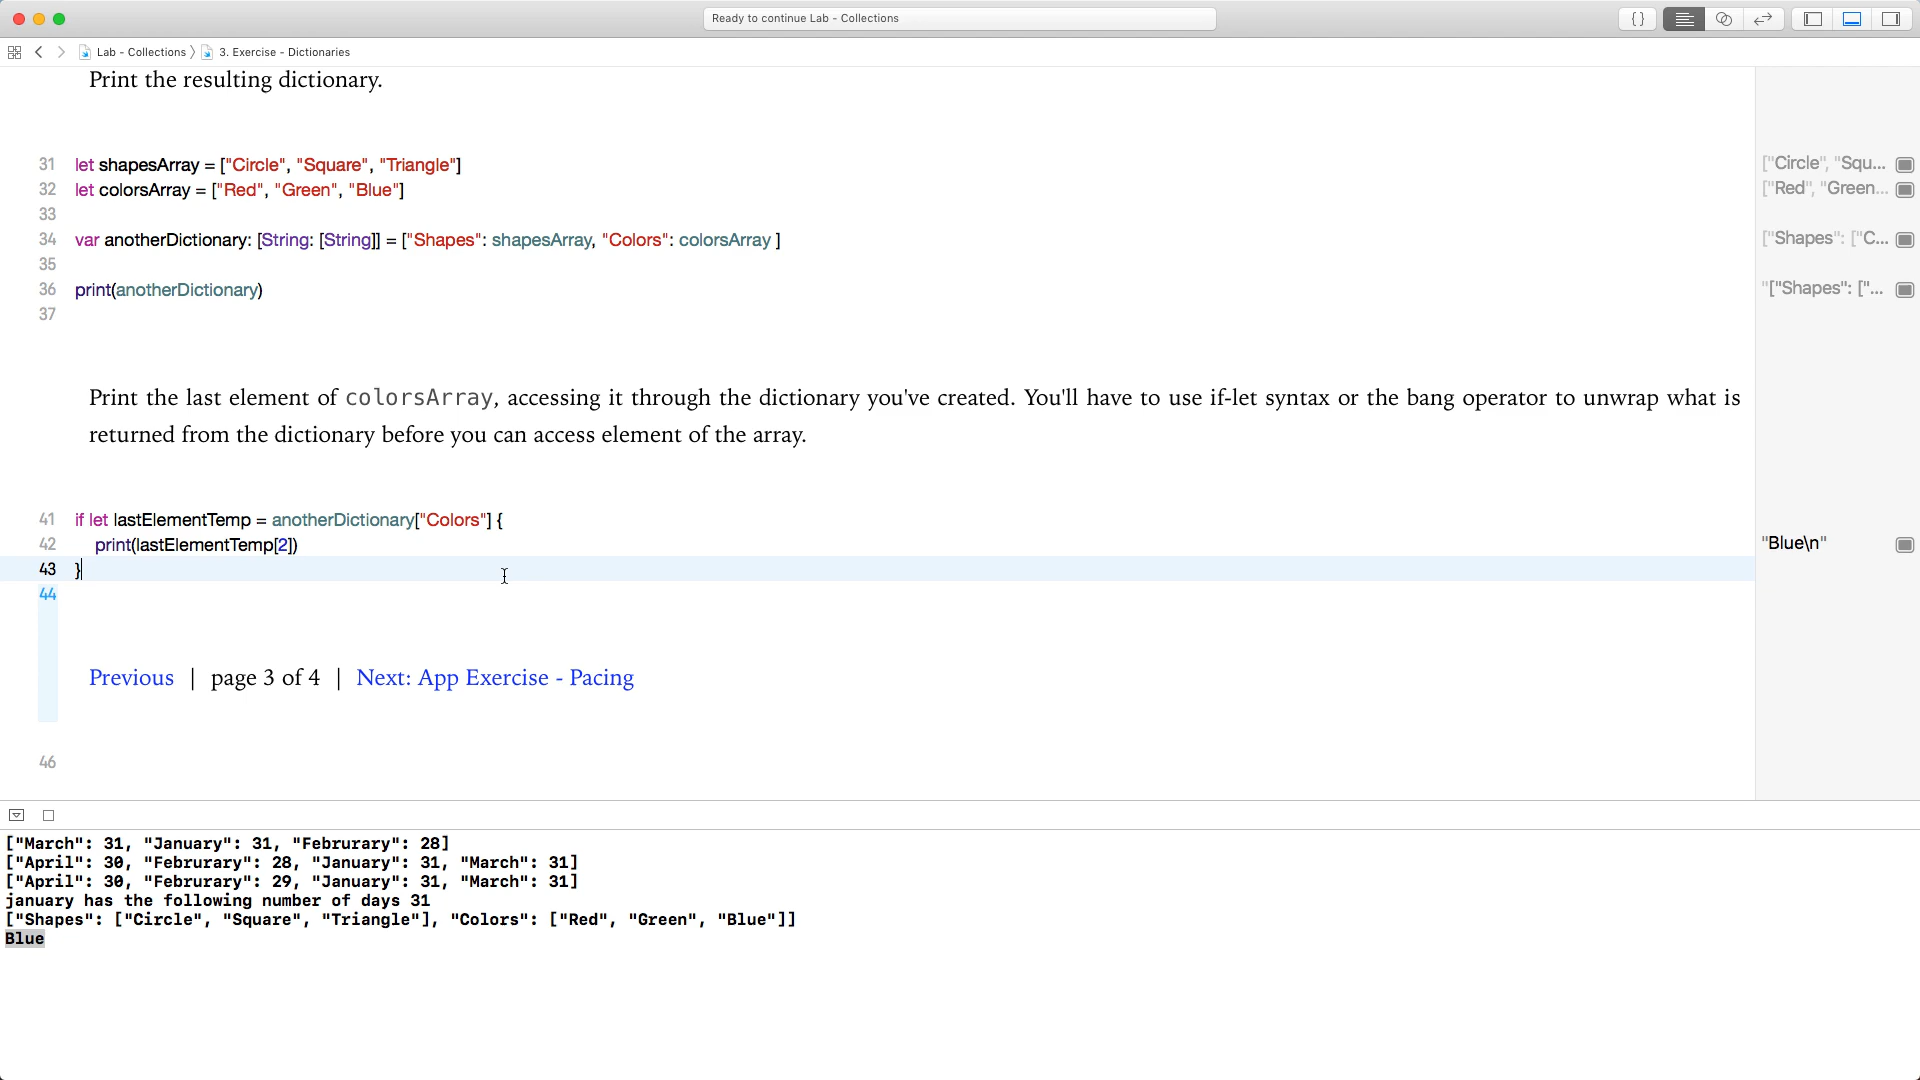 Ready to continue Lab - Collections
{ }
Lab - Collections 〉 3. Exercise - Dictionaries
Print the resulting dictionary.
31 let shapesArray = ["Circle", "Square", "Triangle"] ["Circle", "Squ...
32 let colorsArray = ["Red", "Green", "Blue"] ["Red", "Green...
33
34 var anotherDictionary: [String: [String]] = ["Shapes": shapesArray, "Colors": colorsArray ] ["Shapes": ["C...
35
36 print(anotherDictionary) "["Shapes": ["...
37
Print the last element of colorsArray, accessing it through the dictionary you've created. You'll have to use if-let syntax or the bang operator to unwrap what is
returned from the dictionary before you can access element of the array.
41 if let lastElementTemp = anotherDictionary["Colors"] {
42 print(lastElementTemp[2]) "Blue\n"
43 }
44
Previous | page 3 of 4 | Next: App Exercise - Pacing
46
["March": 31, "January": 31, "Februrary": 28]
["April": 30, "Februrary": 28, "January": 31, "March": 31]
["April": 30, "Februrary": 29, "January": 31, "March": 31]
january has the following number of days 31
["Shapes": ["Circle", "Square", "Triangle"], "Colors": ["Red", "Green", "Blue"]]
Blue